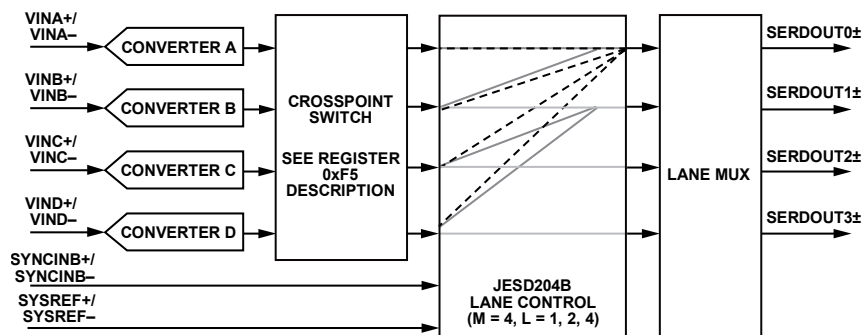 VINA+/
VINA–
CONVERTER A
SERDOUT0±
VINB+/
VINB–
CONVERTER B
CROSSPOINT
SWITCH
SERDOUT1±
VINC+/
VINC–
CONVERTER C
SEE REGISTER
0xF5
DESCRIPTION
LANE MUX
SERDOUT2±
VIND+/
VIND–
CONVERTER D
SERDOUT3±
SYNCINB+/
SYNCINB–
SYSREF+/
SYSREF–
JESD204B
LANE CONTROL
(M = 4, L = 1, 2, 4)